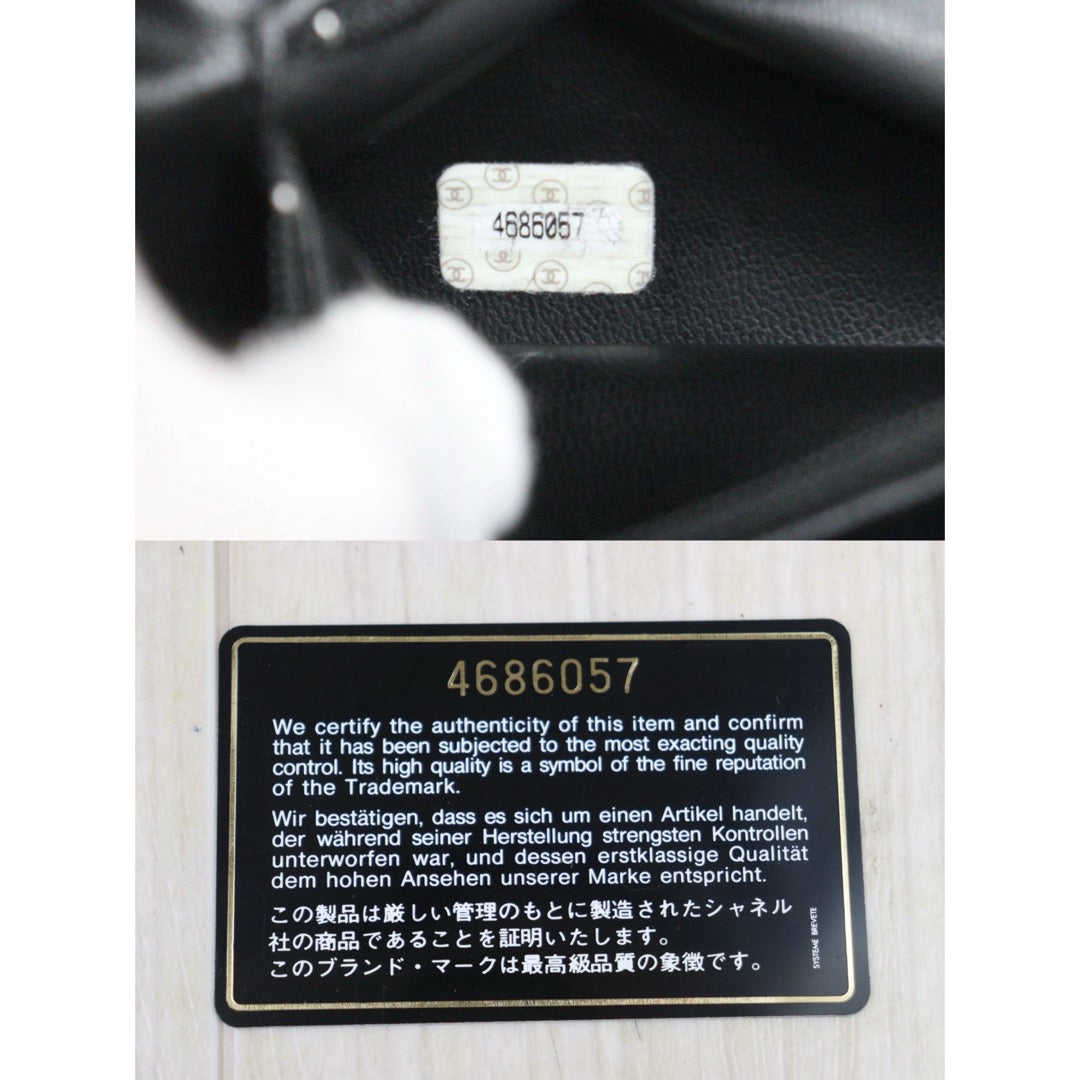 4686057
4686057
We certify the authenticity of this item and confirm
that it has been subjected to the most exacting quality
control. Its high quality is a symbol of the fine reputation
of the Trademark.
Wir bestätigen, dass es sich um einen Artikel handelt,
der während seiner Herstellung strengsten Kontrollen
unterworfen war, und dessen erstklassige Qualität
dem hohen Ansehen unserer Marke entspricht.
この製品は厳しい管理のもとに製造されたシャネル
社の商品であることを証明いたします。
このブランド・マークは最高級品質の象徴です。
SYSTEME BREVETE